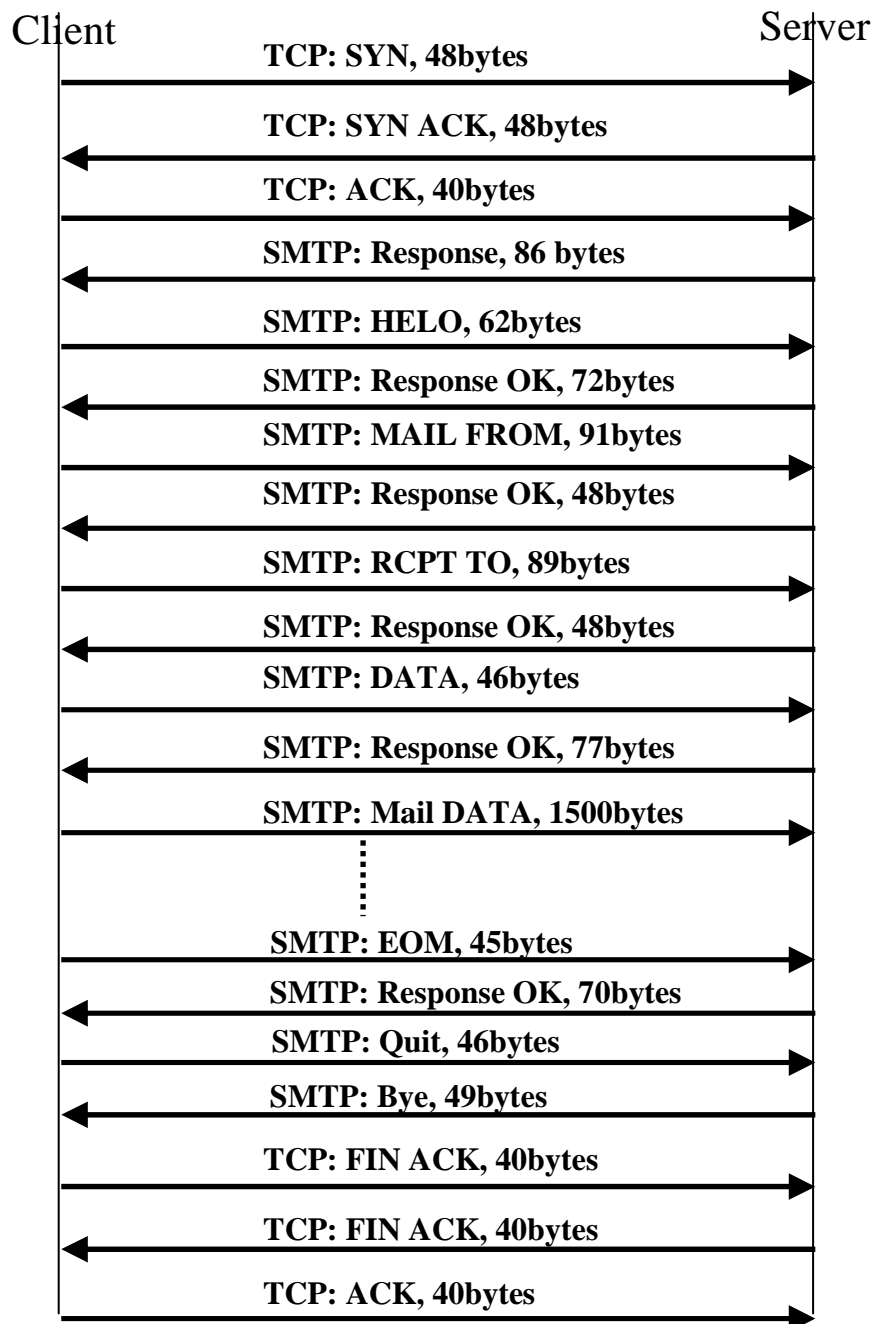 Client
Server
TCP: SYN, 48bytes
TCP: SYN ACK, 48bytes
TCP: ACK, 40bytes
SMTP: Response, 86 bytes
SMTP: HELO, 62bytes
SMTP: Response OK, 72bytes
SMTP: MAIL FROM, 91bytes
SMTP: Response OK, 48bytes
SMTP: RCPT TO, 89bytes
SMTP: Response OK, 48bytes
SMTP: DATA, 46bytes
SMTP: Response OK, 77bytes
SMTP: Mail DATA, 1500bytes
SMTP: EOM, 45bytes
SMTP: Response OK, 70bytes
SMTP: Quit, 46bytes
SMTP: Bye, 49bytes
TCP: FIN ACK, 40bytes
TCP: FIN ACK, 40bytes
TCP: ACK, 40bytes